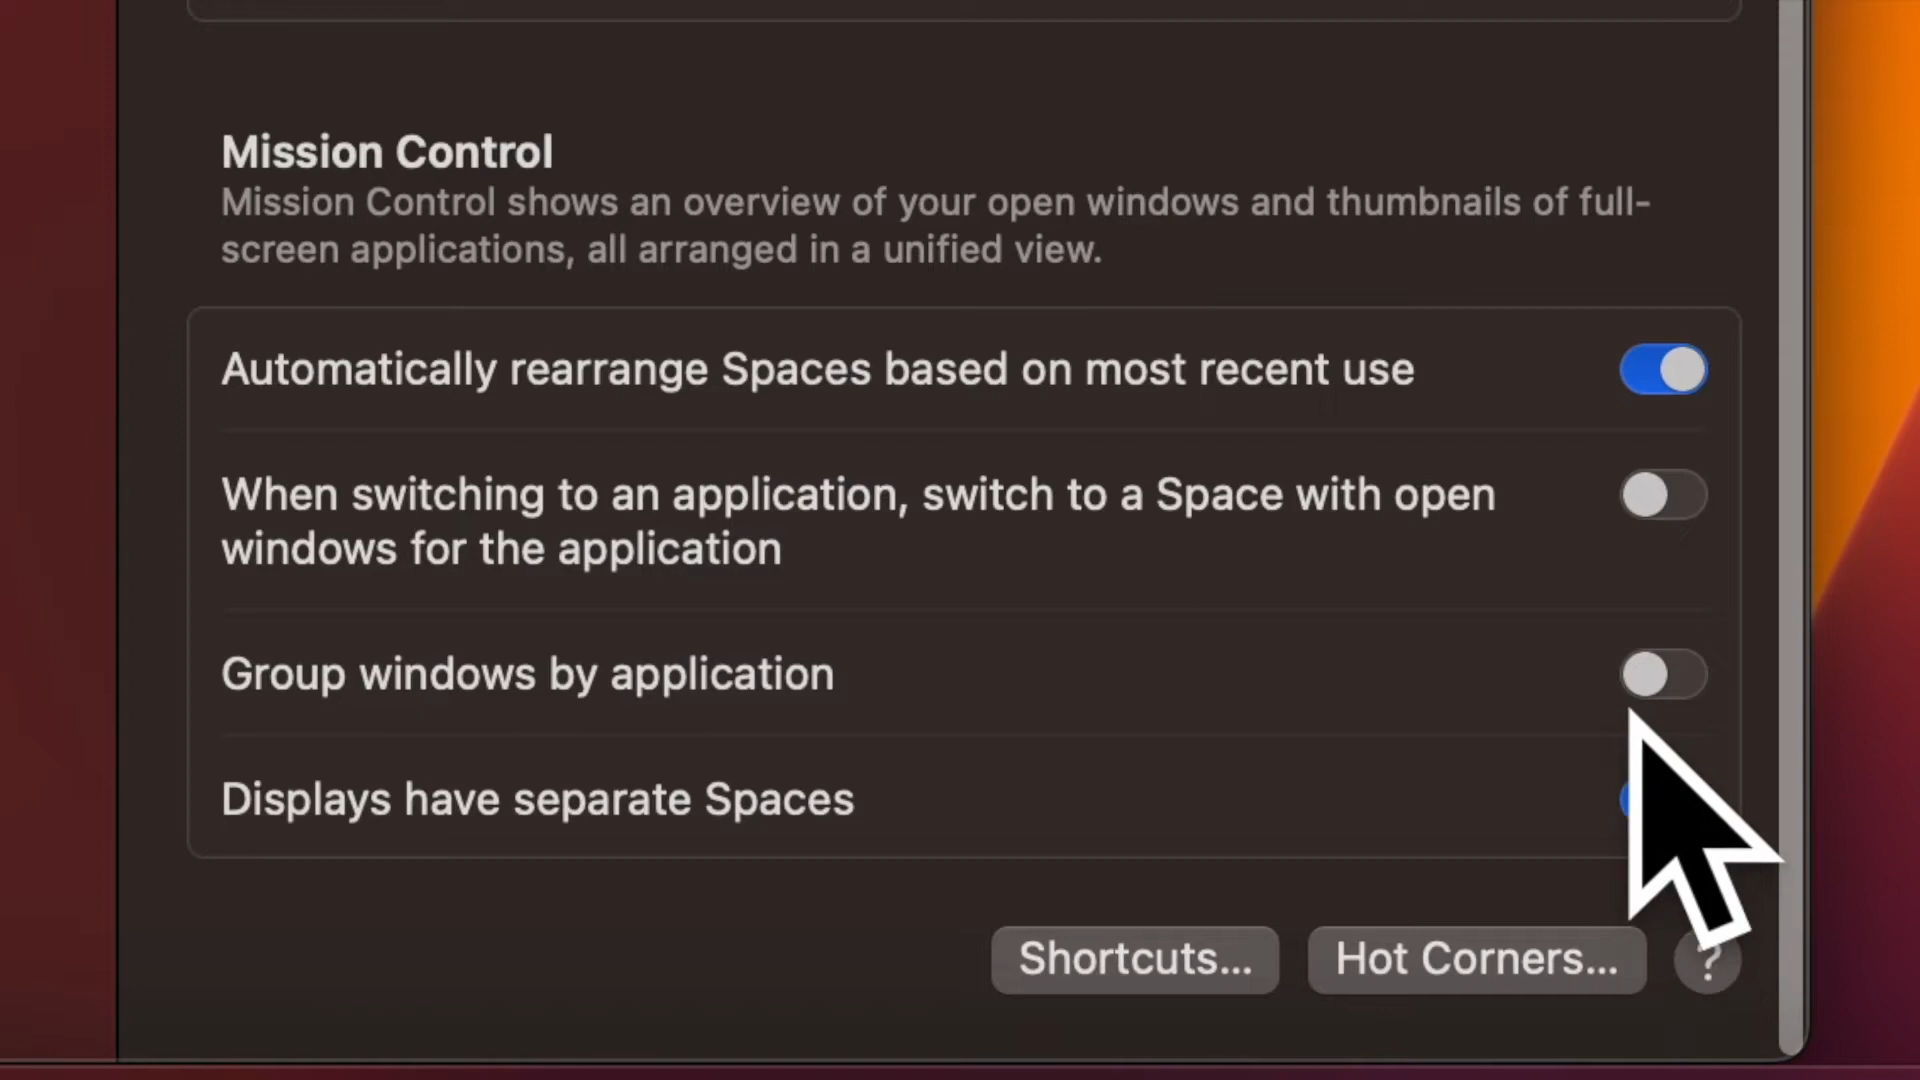 Mission Control
Mission Control shows an overview of your open windows and thumbnails of full-
screen applications, all arranged in a unified view.
Automatically rearrange Spaces based on most recent use
When switching to an application, switch to a Space with open
windows for the application
Group windows by application
Displays have separate Spaces
Shortcuts...
Hot Corners...
?